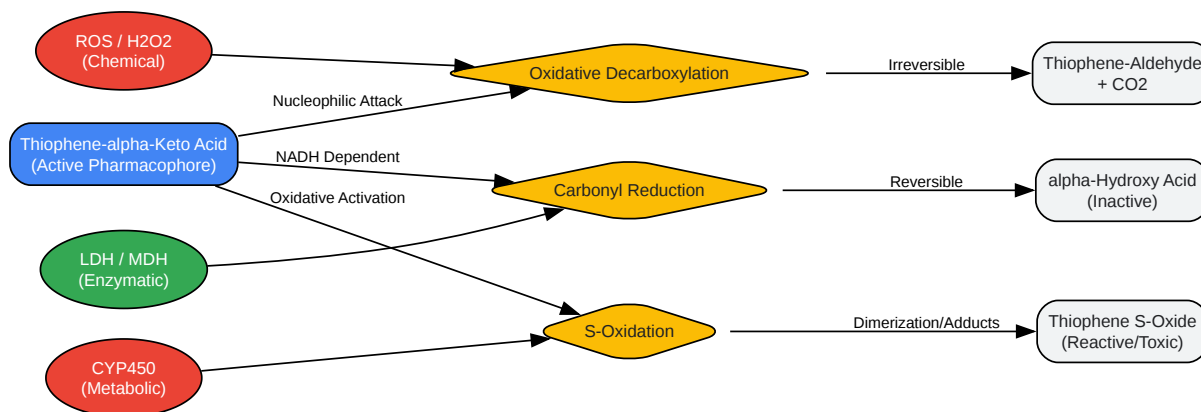 ROS / H2O2
(Chemical)
Oxidative Decarboxylation
Irreversible
Thiophene-Aldehyde
+ CO2
Nucleophilic Attack
Thiophene-alpha-Keto Acid
(Active Pharmacophore)
NADH Dependent
Carbonyl Reduction
Reversible
alpha-Hydroxy Acid
(Inactive)
Oxidative Activation
LDH / MDH
(Enzymatic)
S-Oxidation
Dimerization/Adducts
Thiophene S-Oxide
(Reactive/Toxic)
CYP450
(Metabolic)